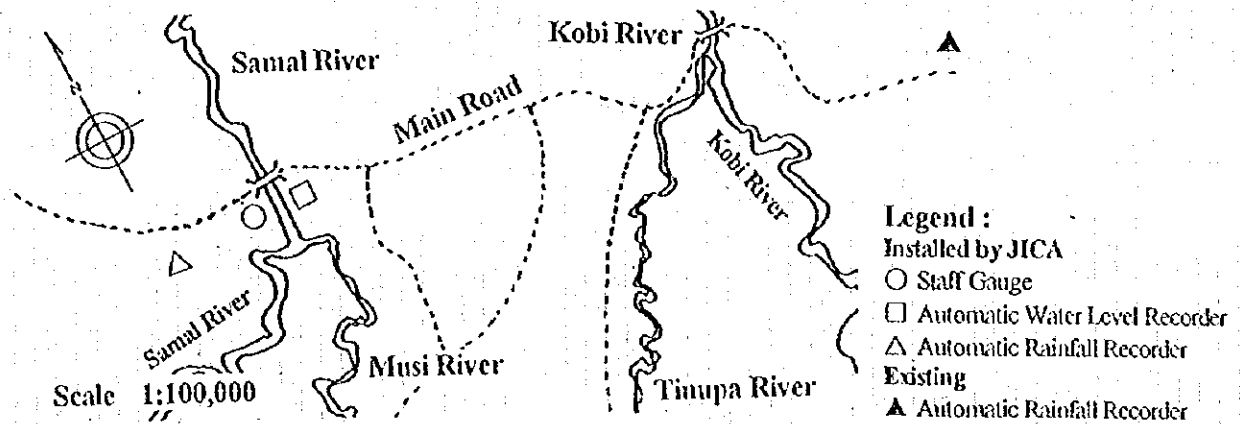 Samal River
Kobi River
Main Road
Kobi River
Samal River
Musi River
Tinupa River
Scale 1:100,000
Legend :
Installed by JICA
○ Staff Gauge
□ Automatic Water Level Recorder
△ Automatic Rainfall Recorder
Existing
▲ Automatic Rainfall Recorder